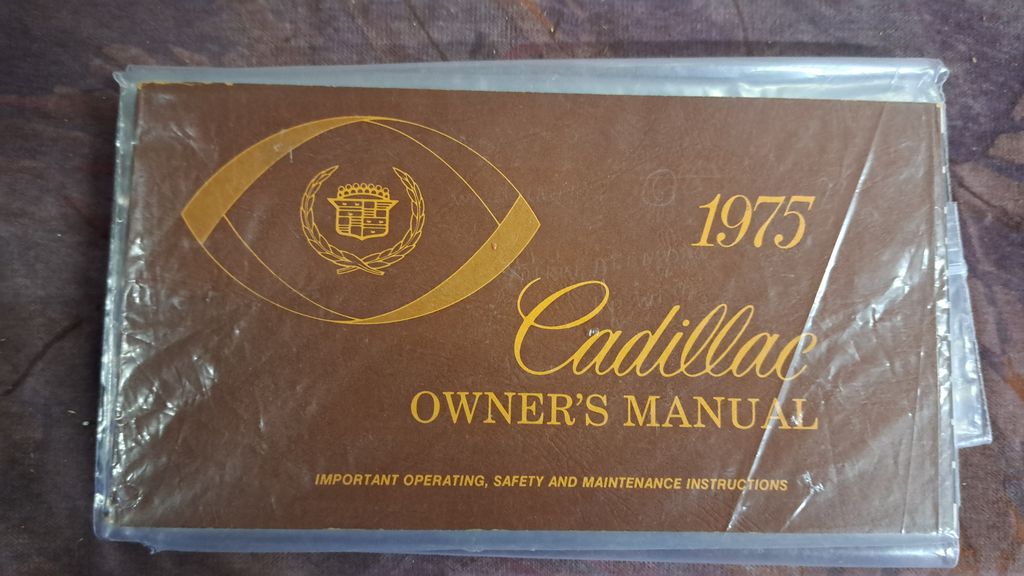 1975
Cadillac
OWNER'S MANUAL
IMPORTANT OPERATING, SAFETY AND MAINTENANCE INSTRUCTIONS